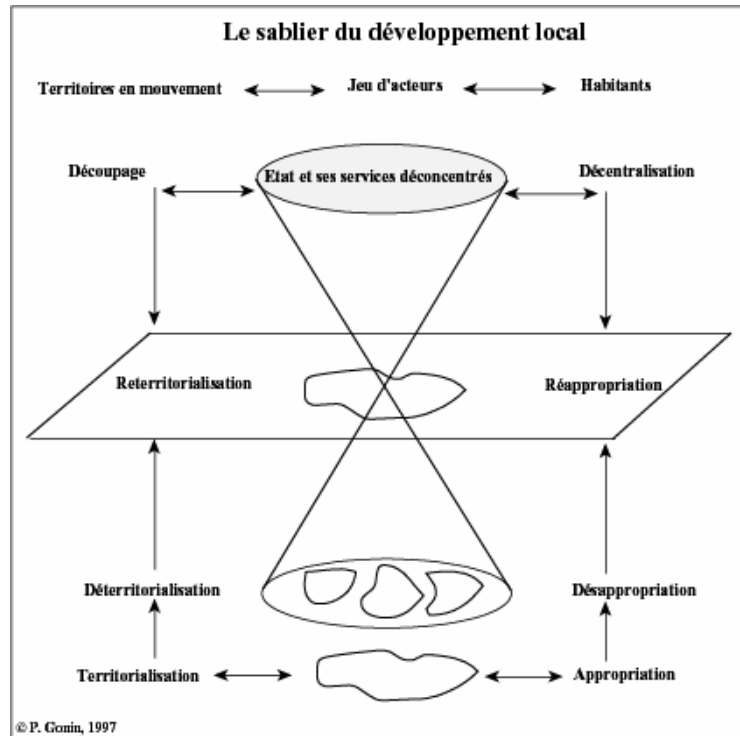 Le sablier du développement local
Territoires en mouvement Jeu d'acteurs Habitants
Découpage Etat et ses services déconcentrés Décentralisation
Reterritorialisation Réappropriation
Déterritorialisation Désappropriation
Territorialisation Appropriation
© P. Gonin, 1997